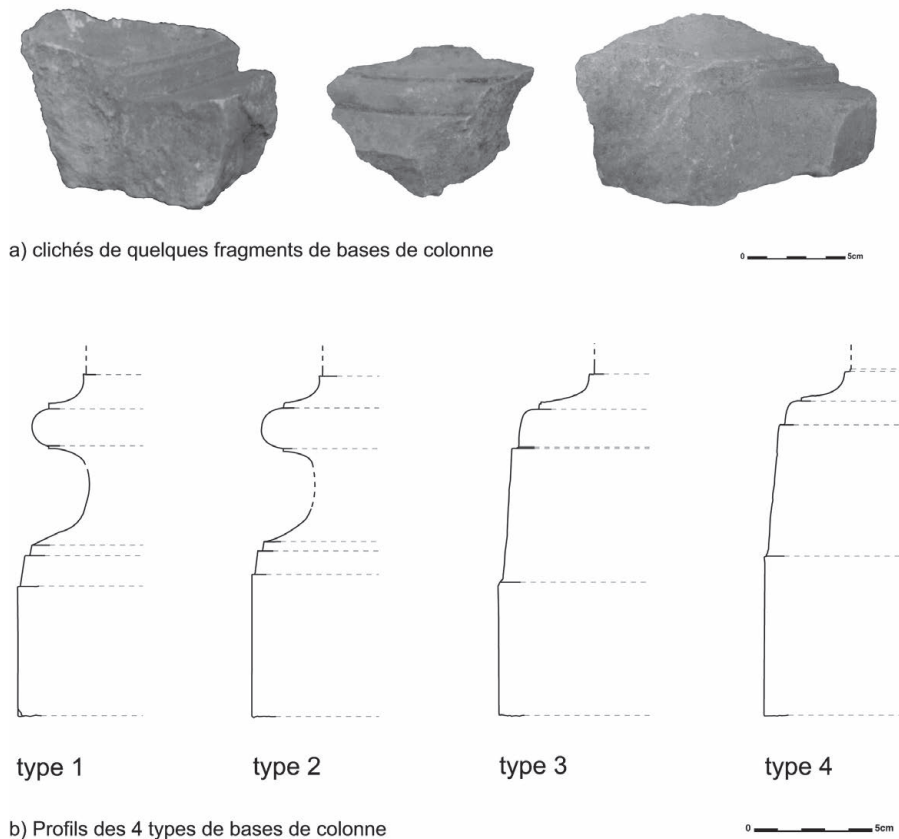 a) clichés de quelques fragments de bases de colonne
0 5cm
type 1 type 2 type 3 type 4
b) Profils des 4 types de bases de colonne
0 5cm